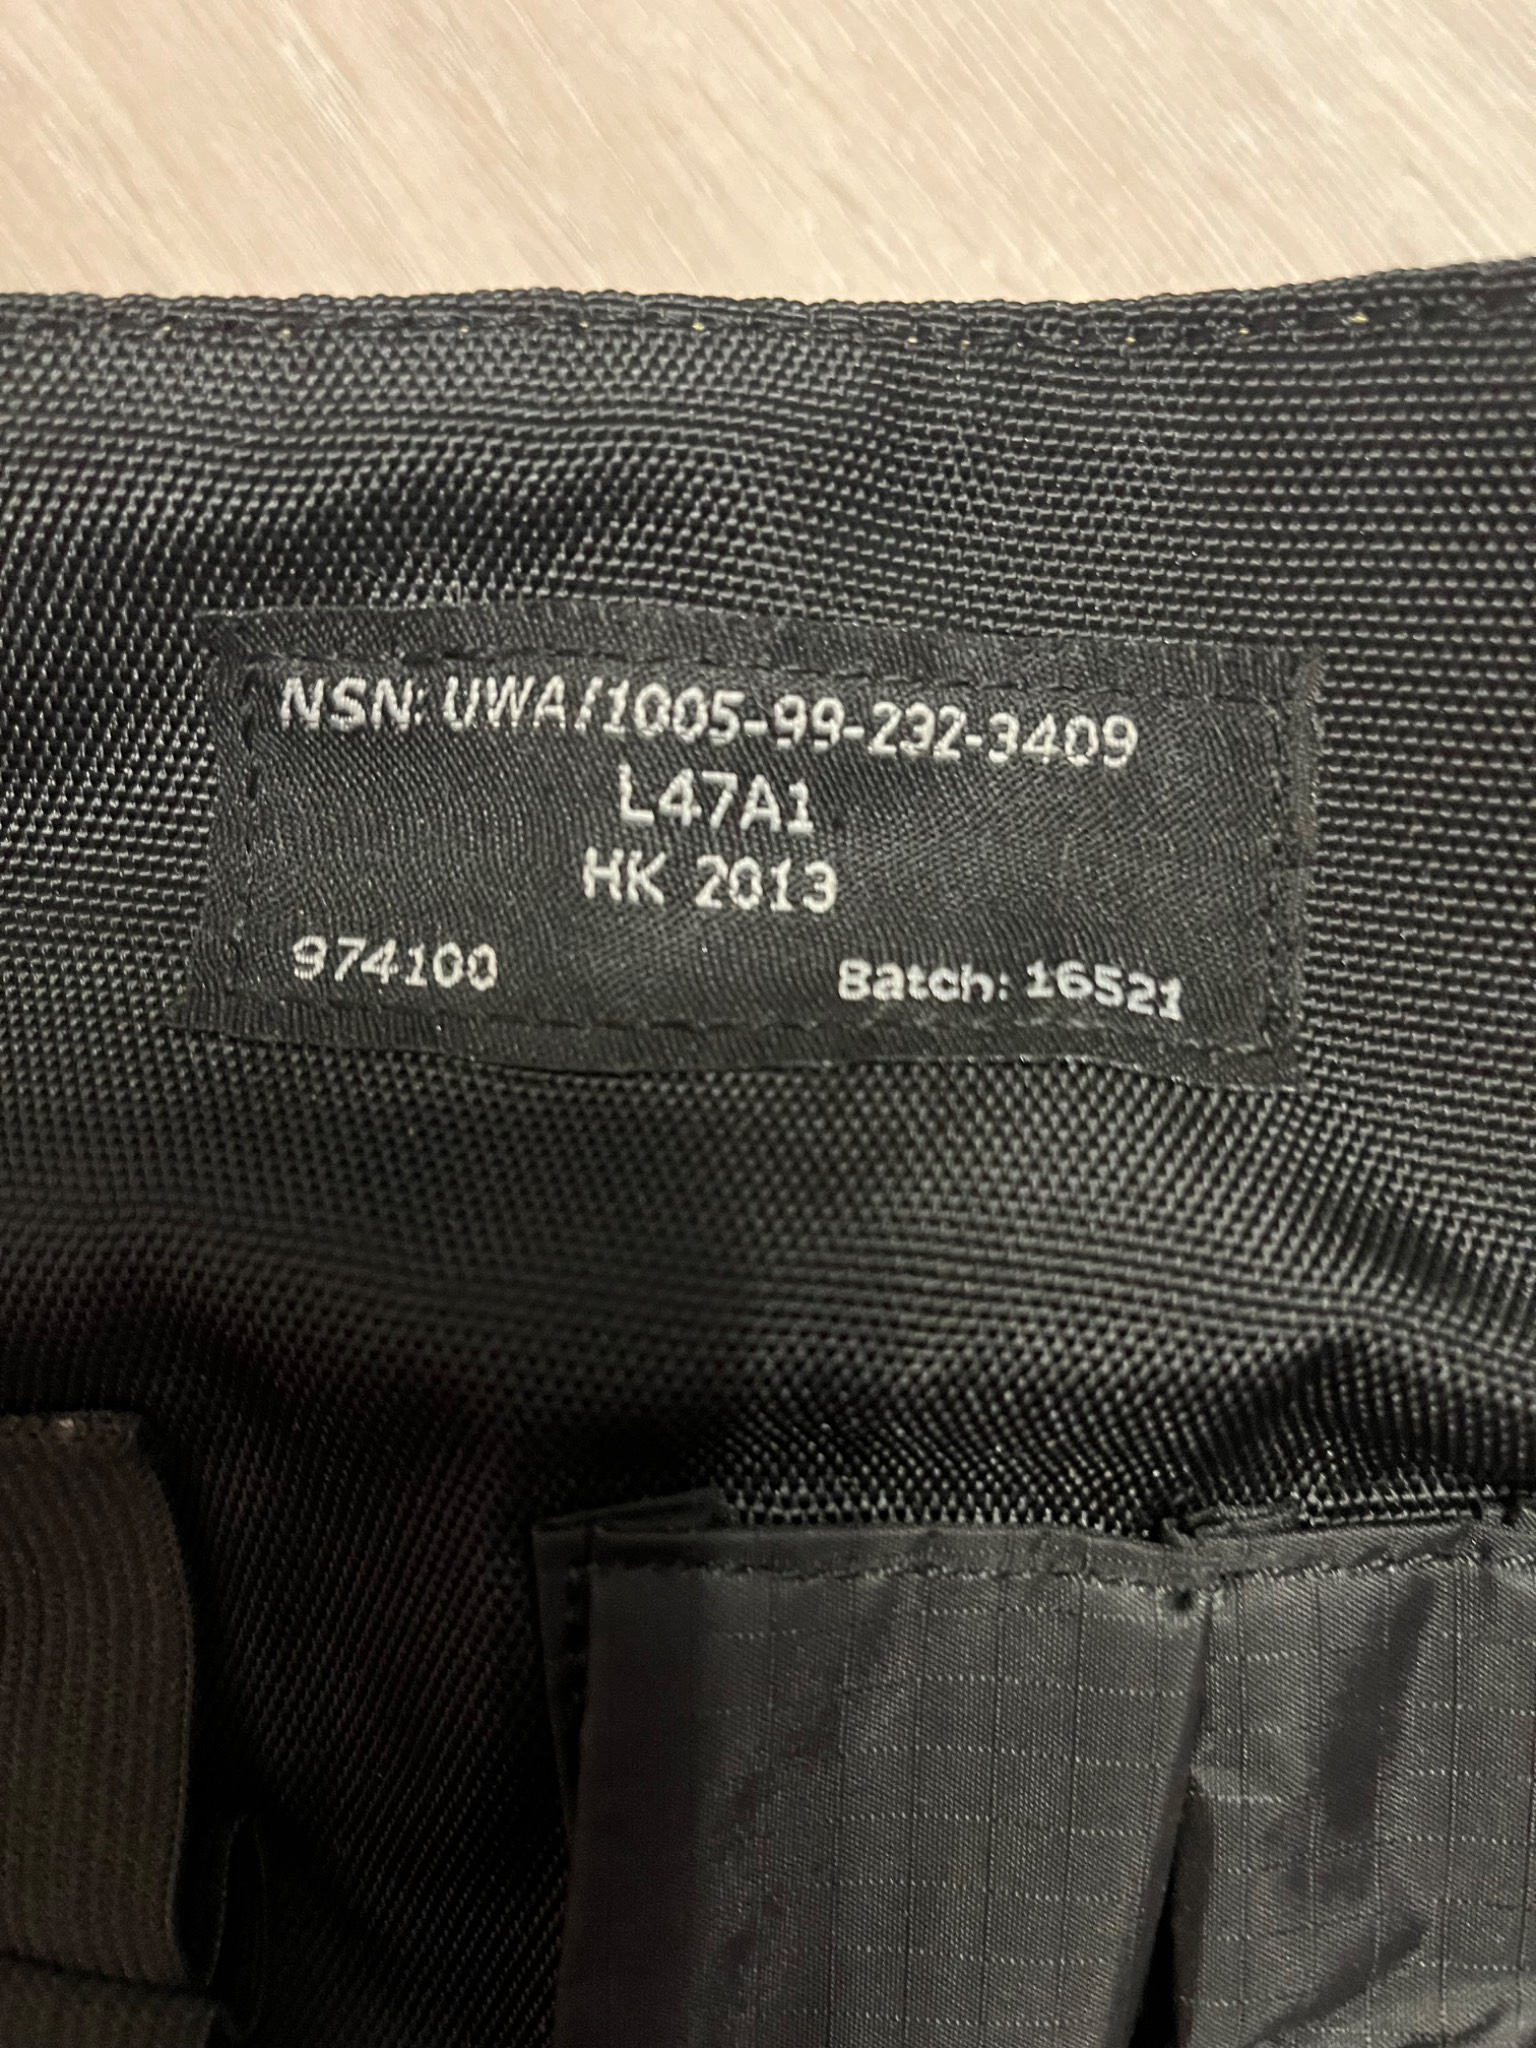 NSN: UWA/1005-99-232-3409
L47A1
HK 2013
974100 Batch: 16521